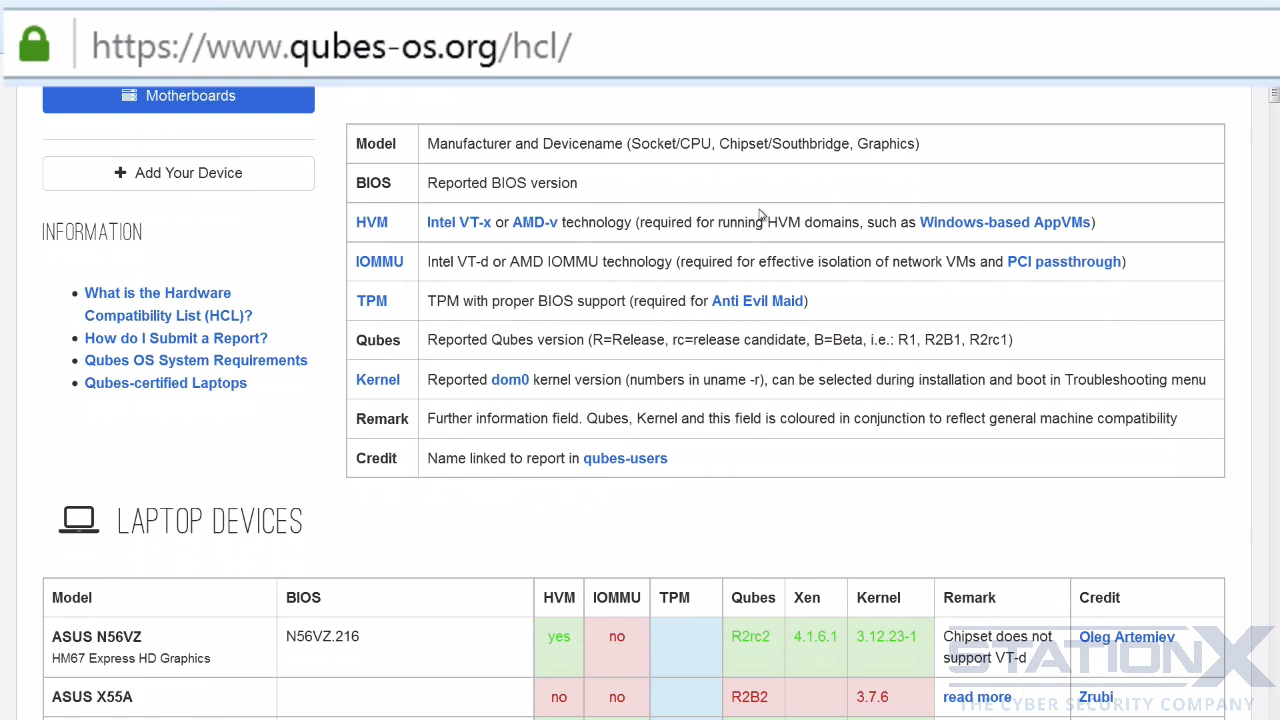 https://www.qubes-os.org/hcl/
Motherboards
Add Your Device
INFORMATION
What is the Hardware
Compatibility List (HCL)?
How do I Submit a Report?
Qubes OS System Requirements
Qubes-certified Laptops
Model Manufacturer and Devicename (Socket/CPU, Chipset/Southbridge, Graphics)
BIOS Reported BIOS version
HVM Intel VT-x or AMD-v technology (required for running HVM domains, such as Windows-based AppVMs)
IOMMU Intel VT-d or AMD IOMMU technology (required for effective isolation of network VMs and PCI passthrough)
TPM TPM with proper BIOS support (required for Anti Evil Maid)
Qubes Reported Qubes version (R=Release, rc=release candidate, B=Beta, i.e.: R1, R2B1, R2rc1)
Kernel Reported dom0 kernel version (numbers in uname -r), can be selected during installation and boot in Troubleshooting menu
Remark Further information field. Qubes, Kernel and this field is coloured in conjunction to reflect general machine compatibility
Credit Name linked to report in qubes-users
LAPTOP DEVICES
Model BIOS HVM IOMMU TPM Qubes Xen Kernel Remark Credit
ASUS N56VZ N56VZ.216 yes no R2rc2 4.1.6.1 3.12.23-1 Chipset does not Oleg Artemiev
HM67 Express HD Graphics support VT-d
ASUS X55A no no R2B2 3.7.6 read more Zrubi
STATIONX
THE CYBER SECURITY COMPANY